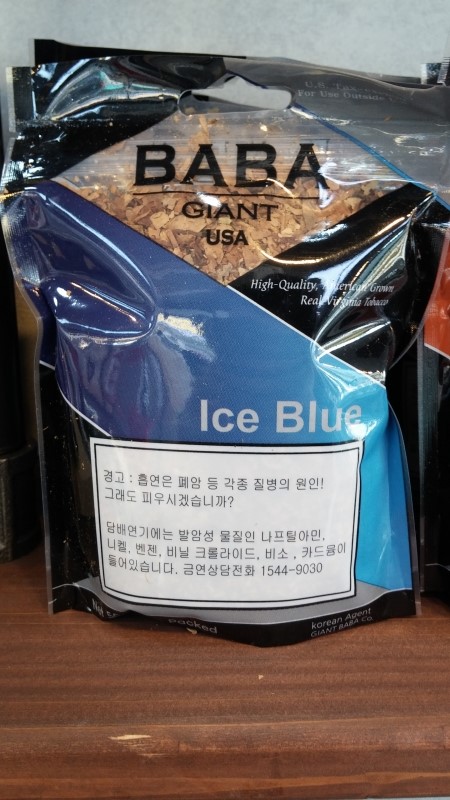 For Use Outside
BABA
GIANT
USA
High-Quality, American Grown
Real Virginia Tobacco
Ice Blue
경고 : 흡연은 폐암 등 각종 질병의 원인!
그래도 피우시겠습니까?
담배연기에는 발암성 물질인 나프틸아민,
니켈, 벤젠, 비닐 크롤라이드, 비소 , 카드뮴이
들어있습니다. 금연상담전화 1544-9030
Packed
korean Agent
GIANT BABA Co.